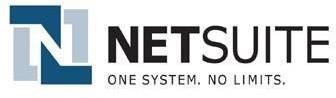 NETSUITE
ONE SYSTEM. NO LIMITS.